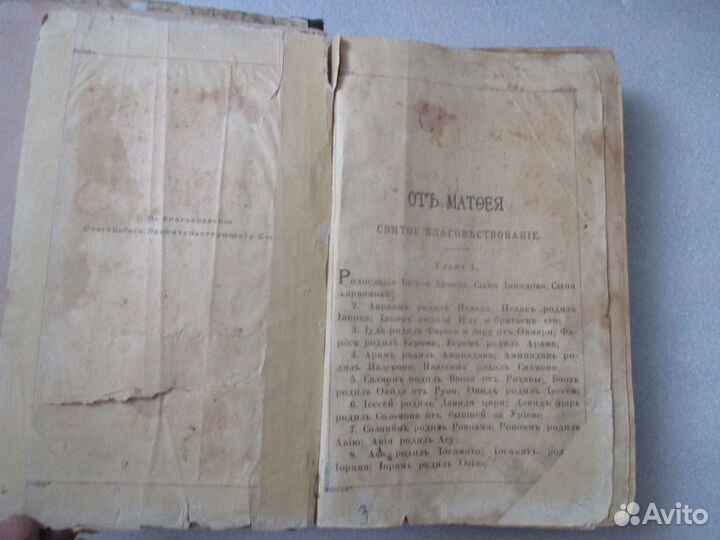 По благословенію
Святѣйшаго Правительствующаго
ОТЪ МАТѲЕЯ
СВЯТОЕ БЛАГОВѢСТВОВАНІЕ.
Глава 1.
Родословіе Іисуса Христа, Сына Давидова, Сына
Авраамова.
2. Авраамъ родилъ Исаака; Исаакъ родилъ
Іакова; Іаковъ родилъ Іуду и братьевъ его;
3. Іуда родилъ Фареса и Зару отъ Ѳамари; Фа-
ресъ родилъ Есрома; Есромъ родилъ Арама;
4. Арамъ родилъ Аминадава; Аминадавъ ро-
дилъ Наассона; Наассонъ родилъ Салмона;
5. Салмонъ родилъ Вооза отъ Рахавы; Воозъ
родилъ Овида отъ Руѳи; Овидъ родилъ Іессея;
6. Іессей родилъ Давида царя; Давидъ царь
родилъ Соломона отъ бывшей за Уріею;
7. Соломонъ родилъ Ровоама; Ровоамъ родилъ
Авію; Авія родилъ Асу;
8. Аса родилъ Іосафата; Іосафатъ род
Іорама; Іорамъ родилъ Озію;
3
Avito